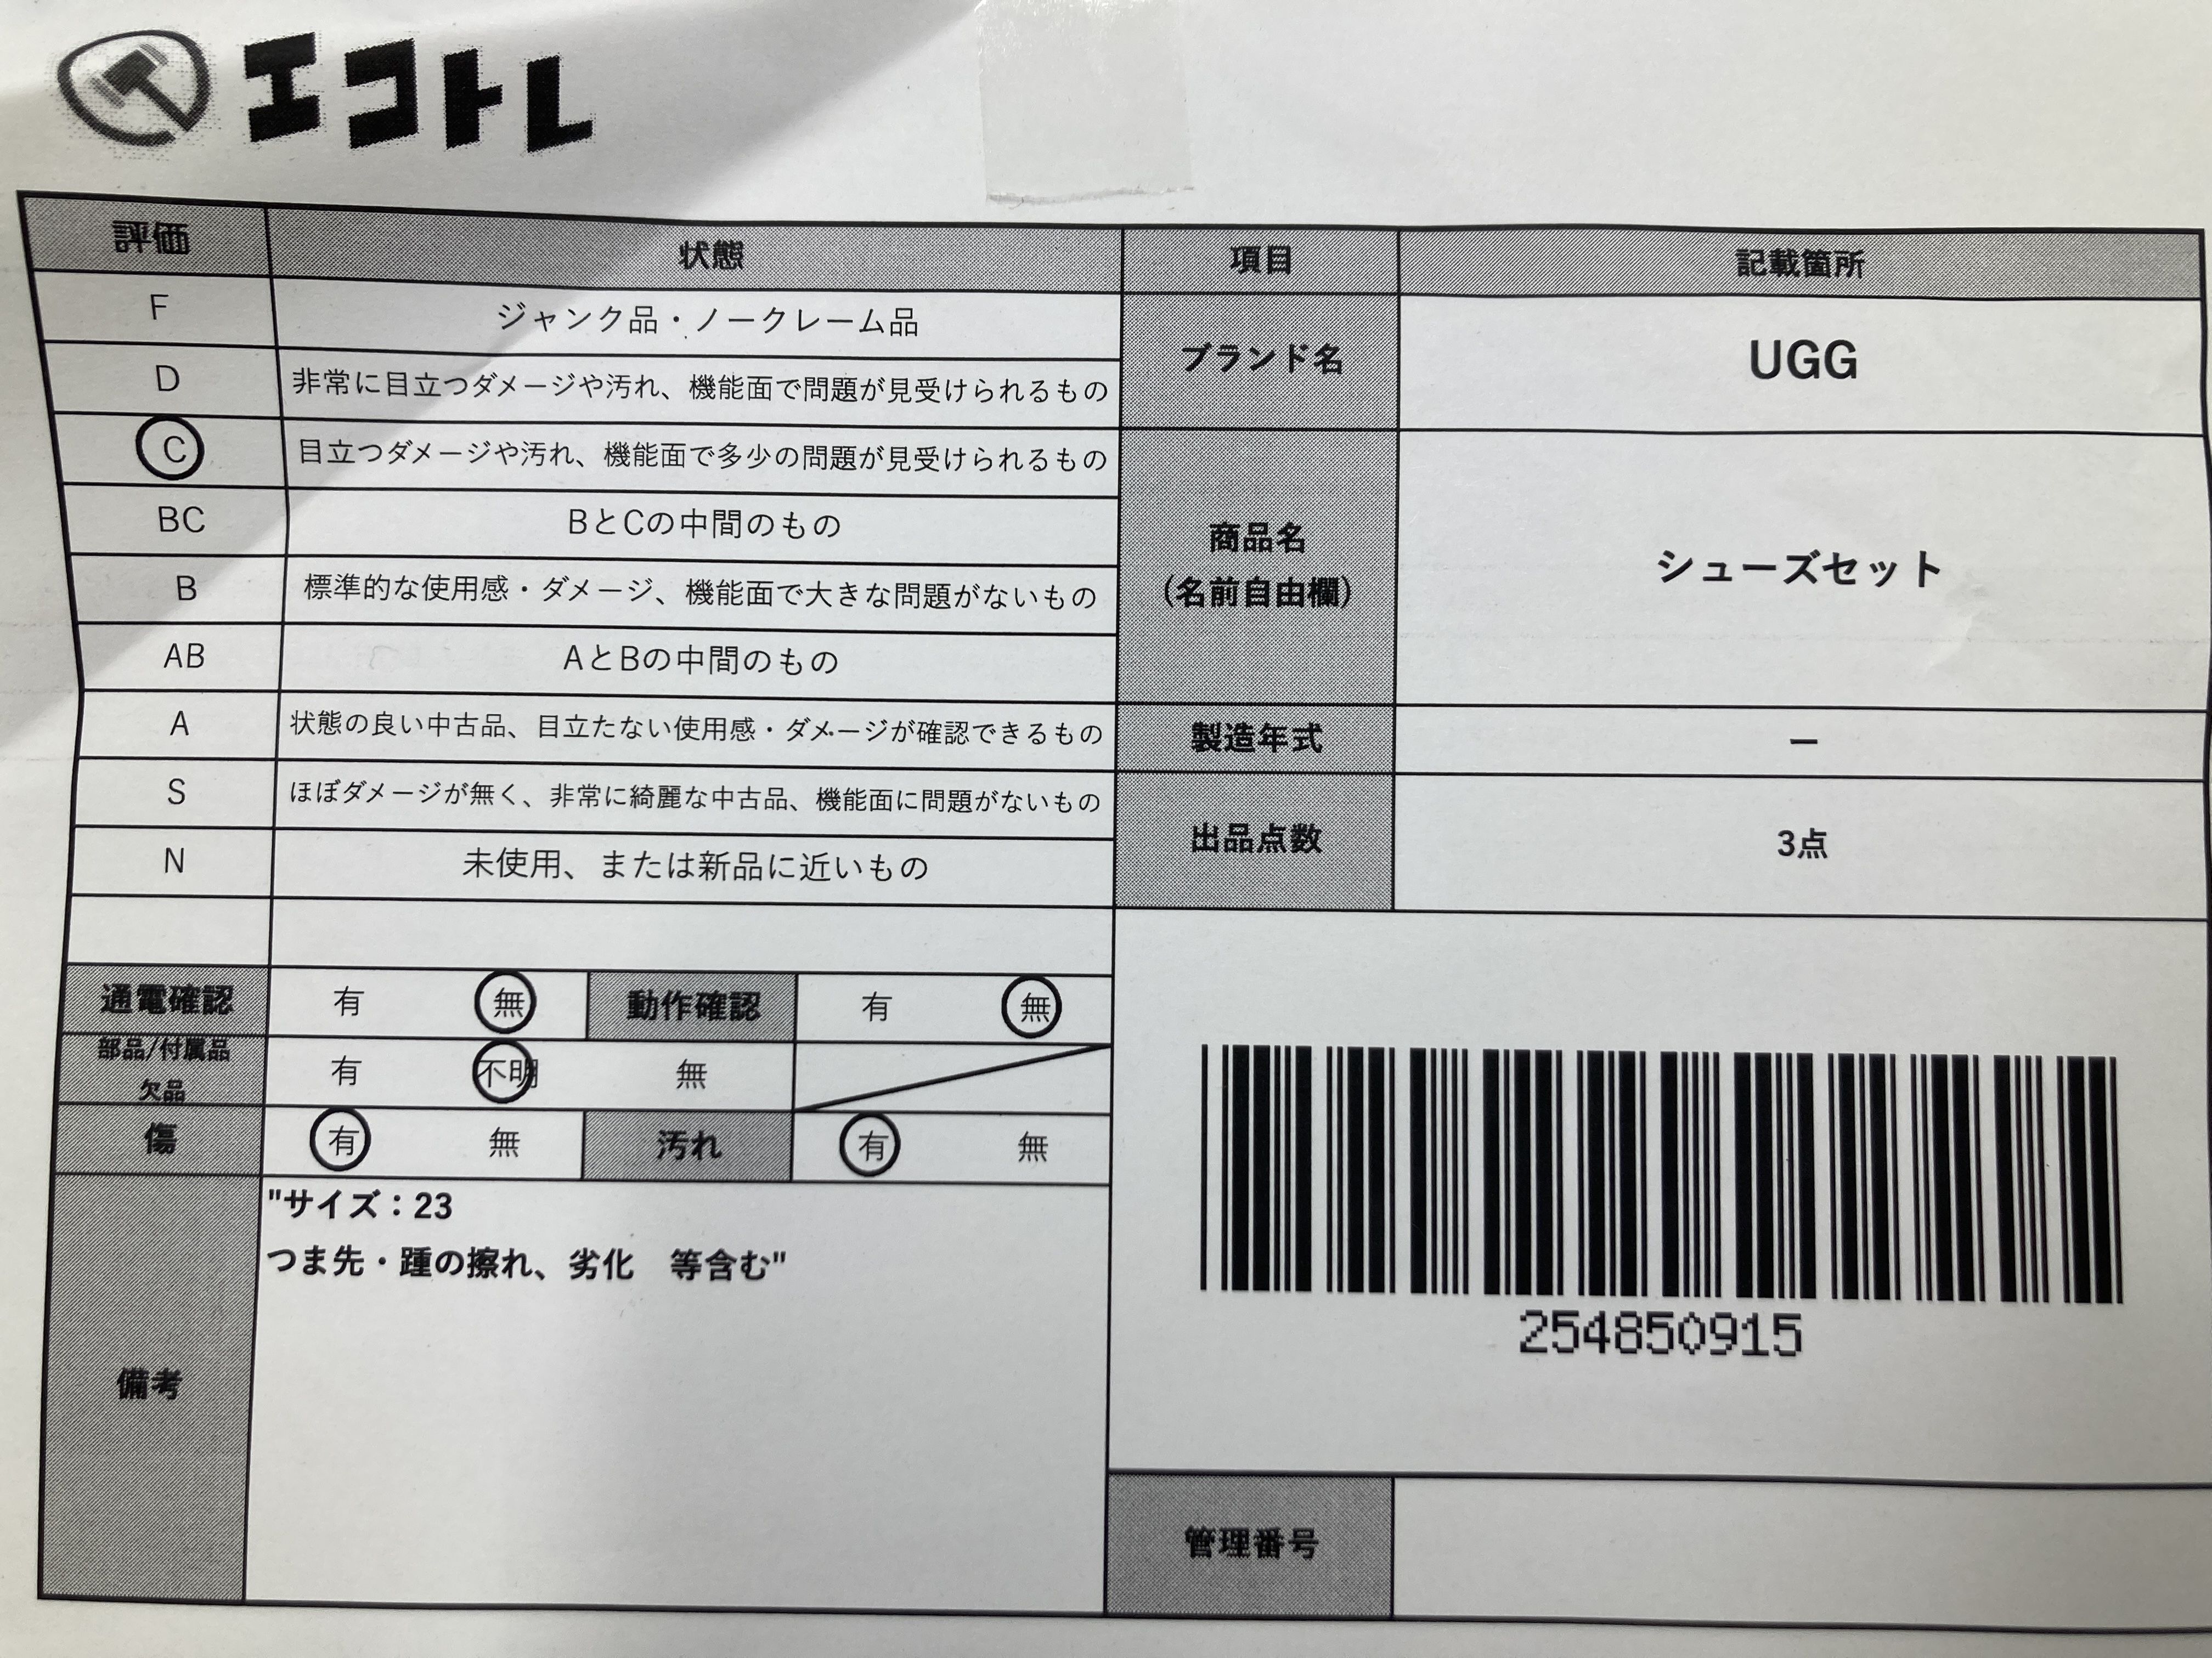 エコトレ
評価 状態 項目 記載箇所
F ジャンク品・ノークレーム品
D 非常に目立つダメージや汚れ、機能面で問題が見受けられるもの
C 目立つダメージや汚れ、機能面で多少の問題が見受けられるもの
BC BとCの中間のもの
B 標準的な使用感・ダメージ、機能面で大きな問題がないもの
AB AとBの中間のもの
A 状態の良い中古品、目立たない使用感・ダメージが確認できるもの
S ほぼダメージが無く、非常に綺麗な中古品、機能面に問題がないもの
N 未使用、または新品に近いもの
ブランド名 UGG
商品名
(名前自由欄)
シューズセット
製造年式 ー
出品点数 3点
通電確認 有 無 動作確認 有 無
部品/付属品
欠品
有 不明 無
傷 有 無 汚れ 有 無
備考
"サイズ：23
つま先・踵の擦れ、劣化　等含む"
254850915
管理番号